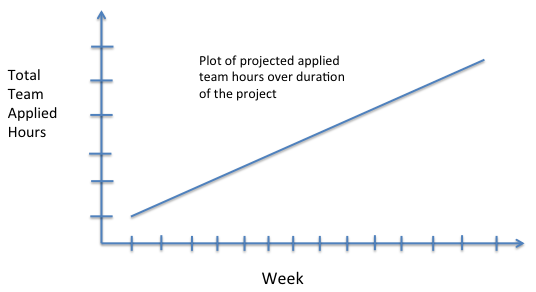 Plot of projected applied
team hours over duration
of the project
Total
Team
Applied
Hours
Week